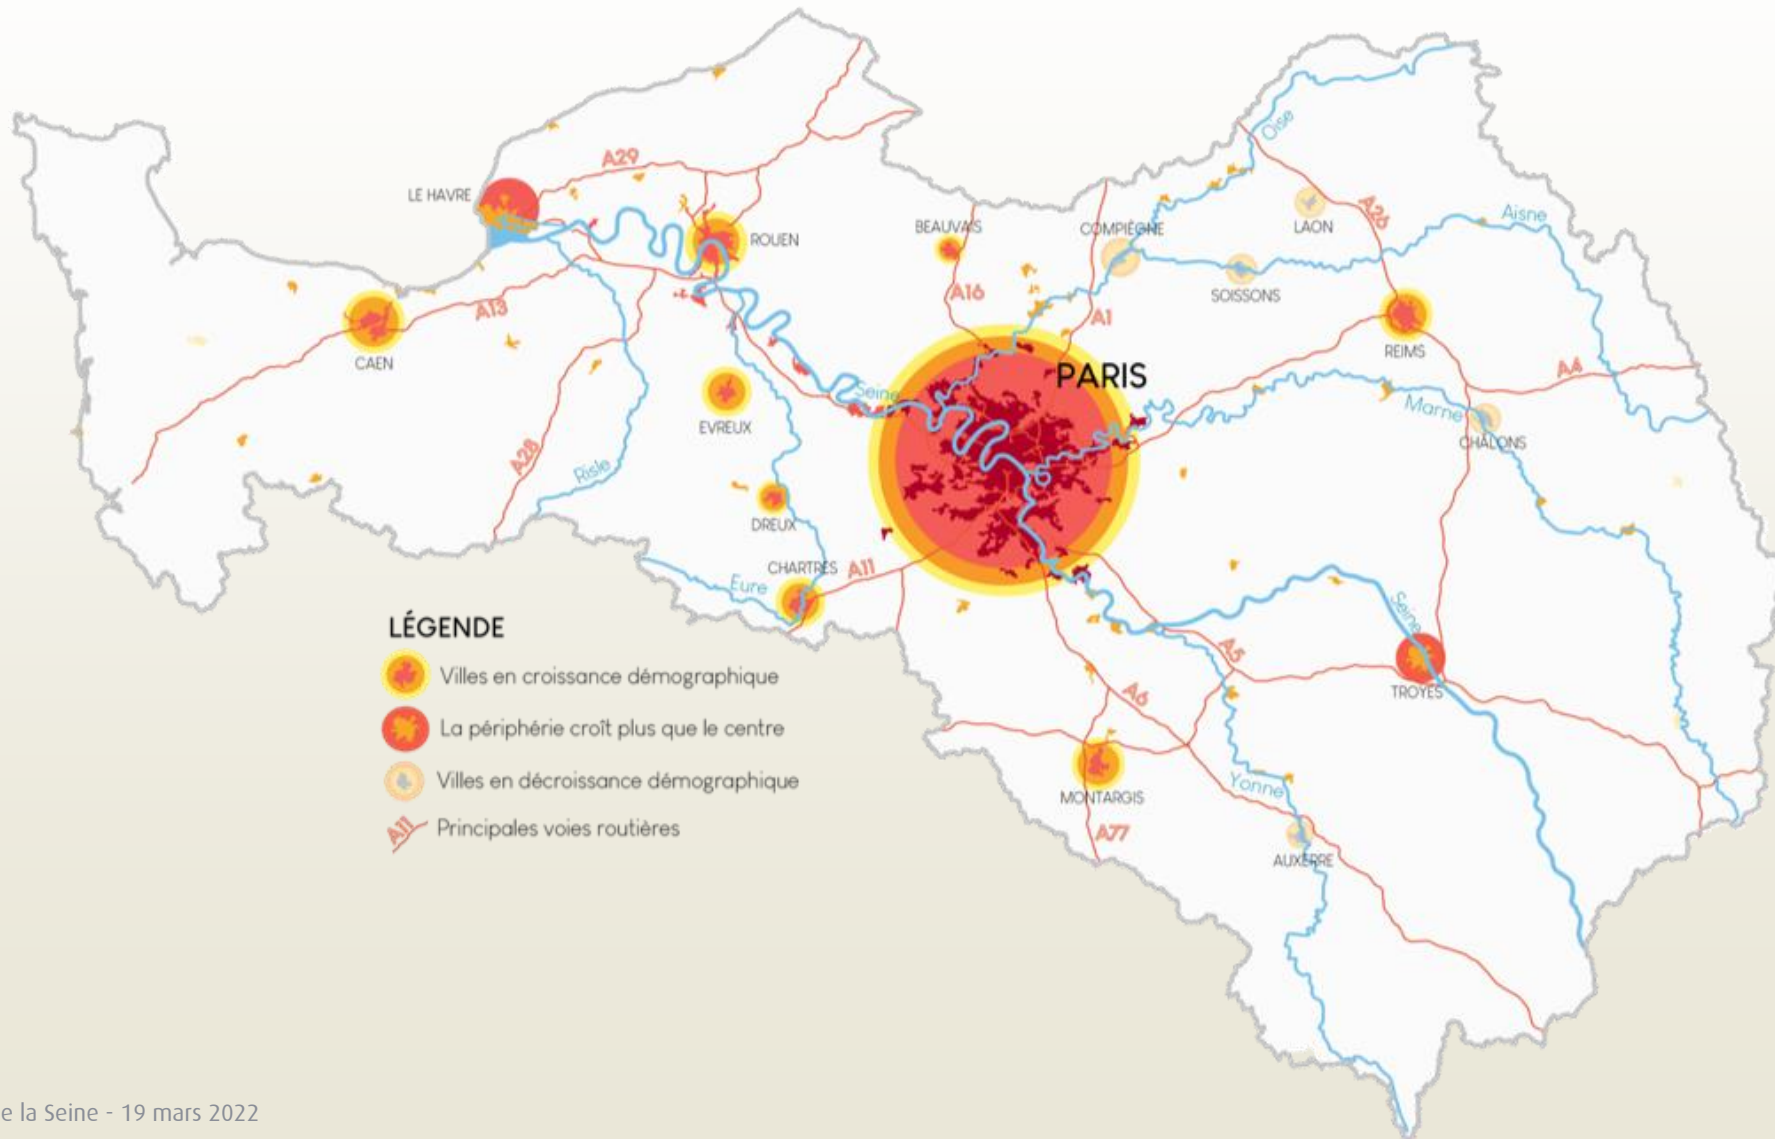 A29
LE HAVRE
ROUEN
A13
CAEN
BEAUVAIS
A16
COMPIÈGNE
A1
Oise
LAON
A26
Aisne
SOISSONS
REIMS
A4
PARIS
Seine
Marne
CHÂLONS
EVREUX
A28
Risle
DREUX
CHARTRES
A11
Eure
Seine
TROYES
A5
A6
MONTARGIS
A77
Yonne
AUXERRE
LÉGENDE
Villes en croissance démographique
La périphérie croît plus que le centre
Villes en décroissance démographique
A11 Principales voies routières
e la Seine - 19 mars 2022